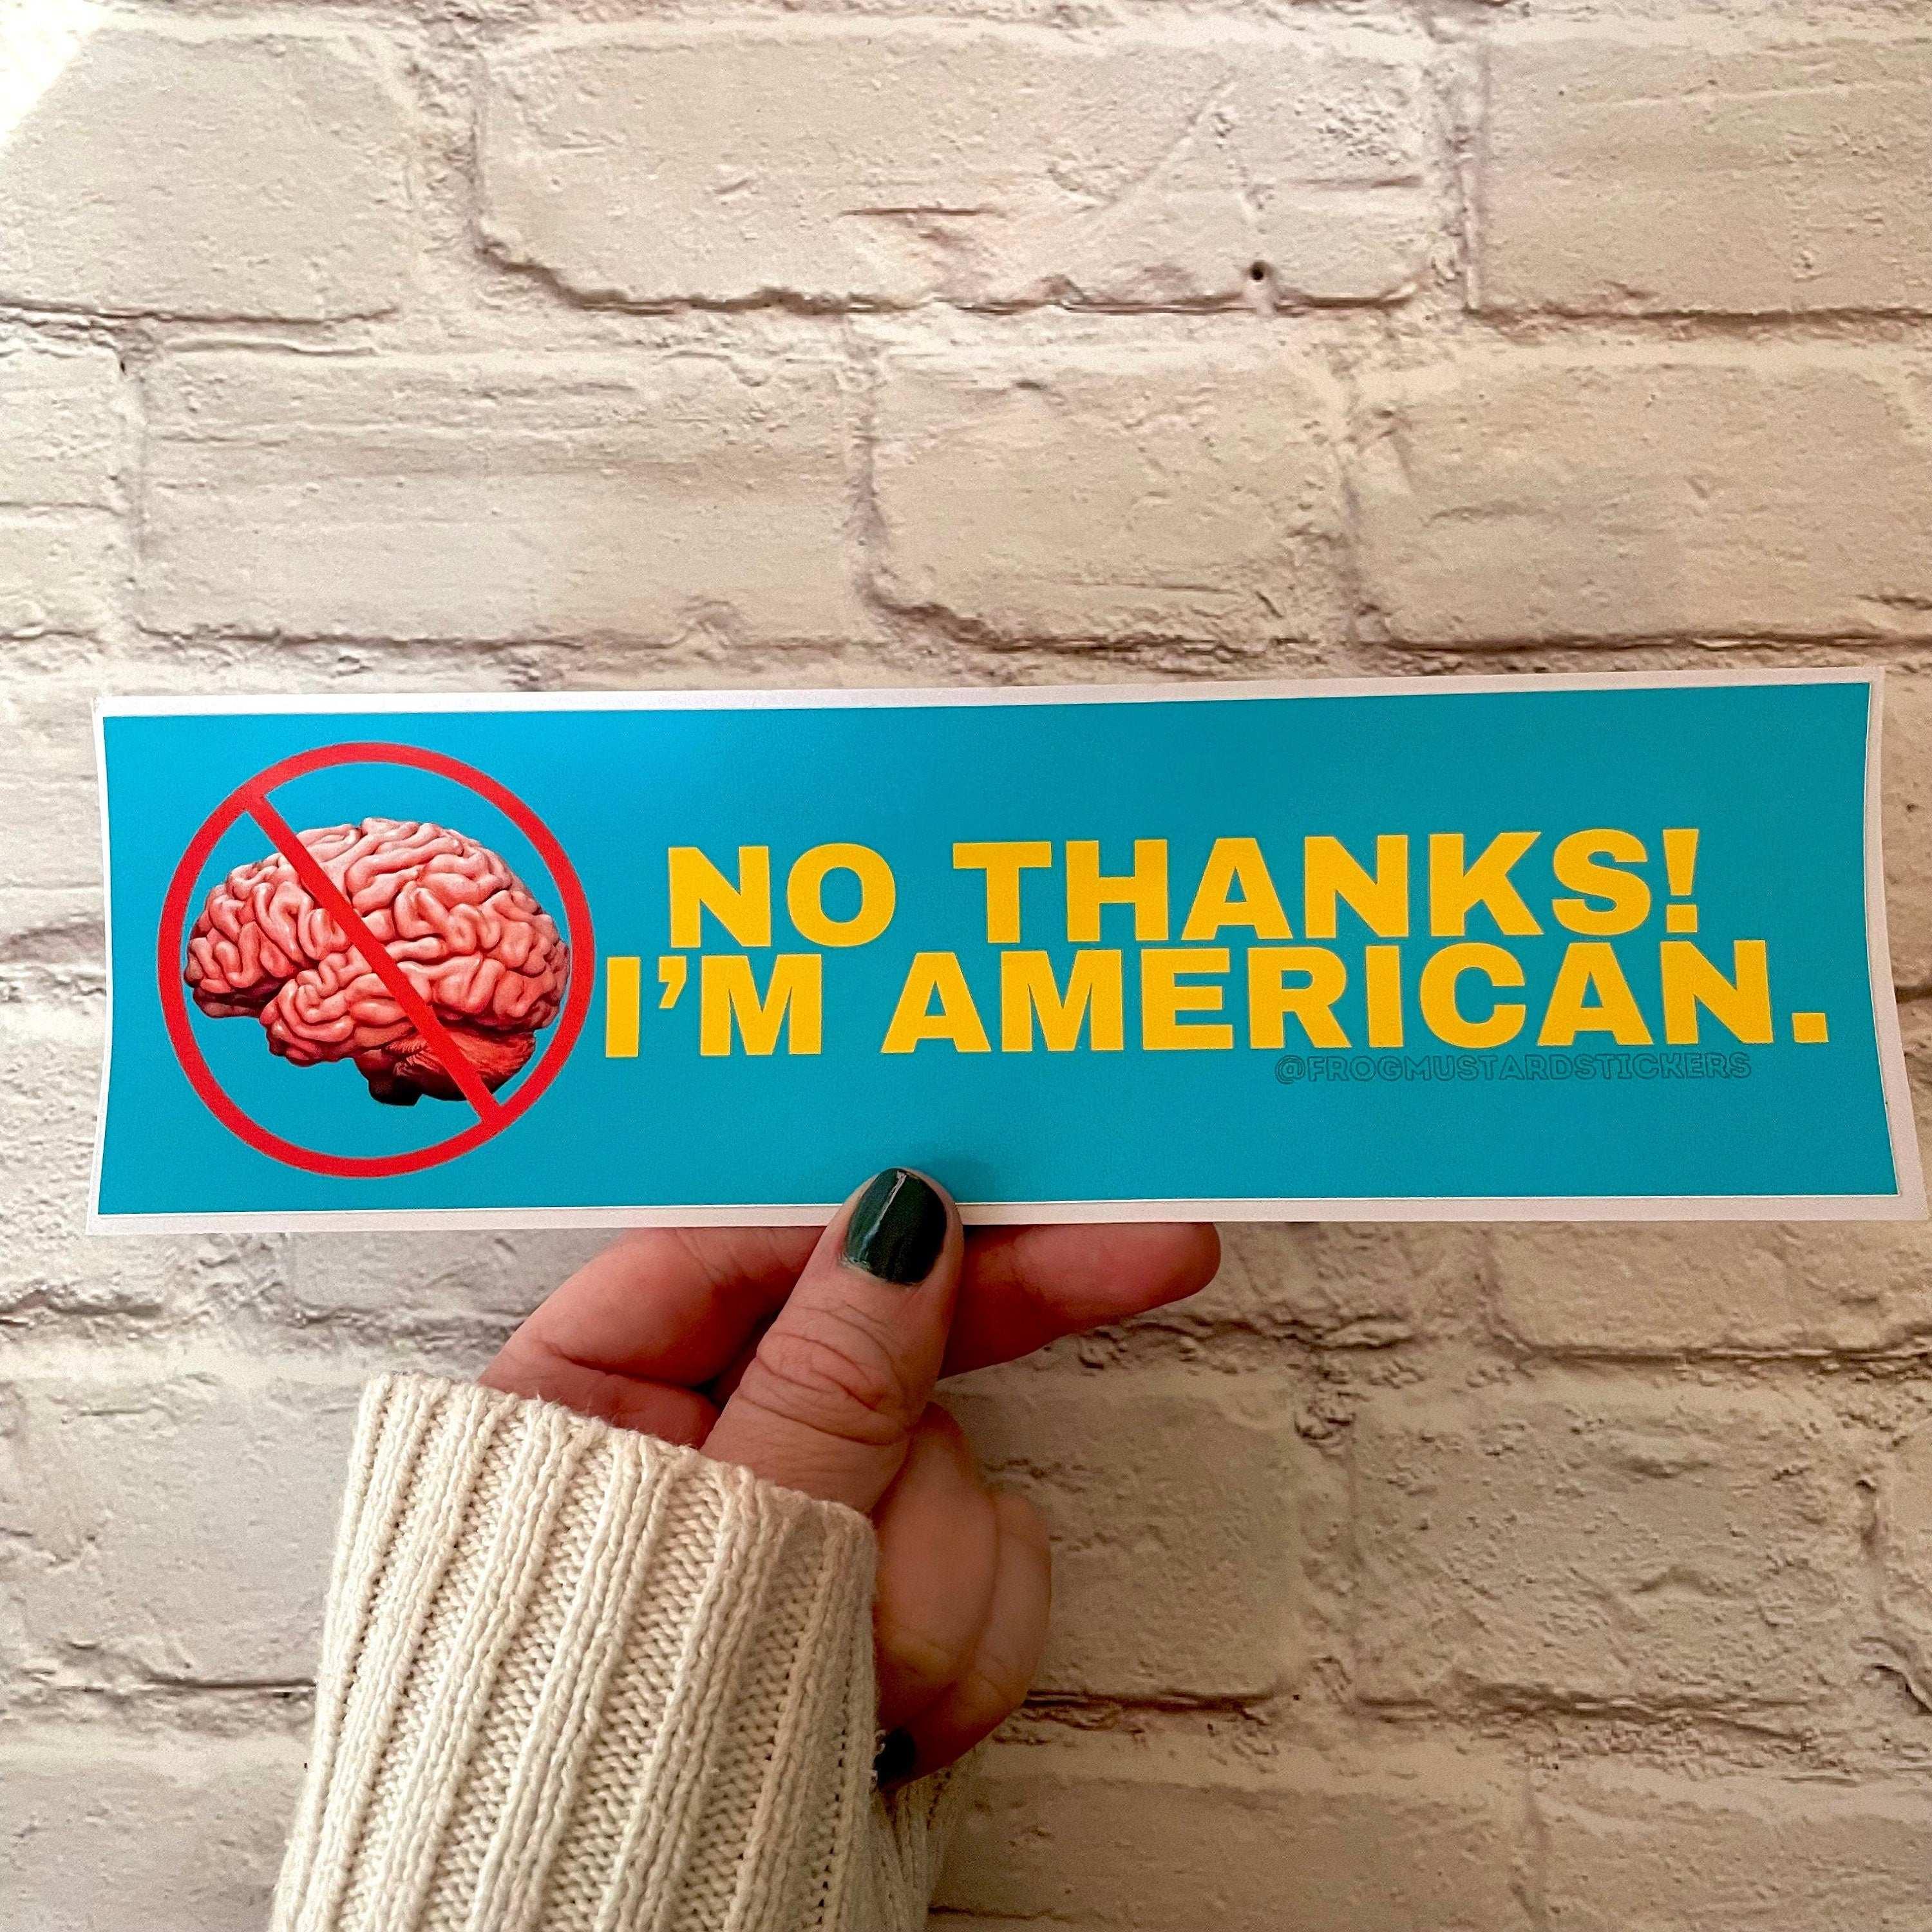 NO THANKS!
I'M AMERICAN.
@FROGMUSTARDSTICKERS